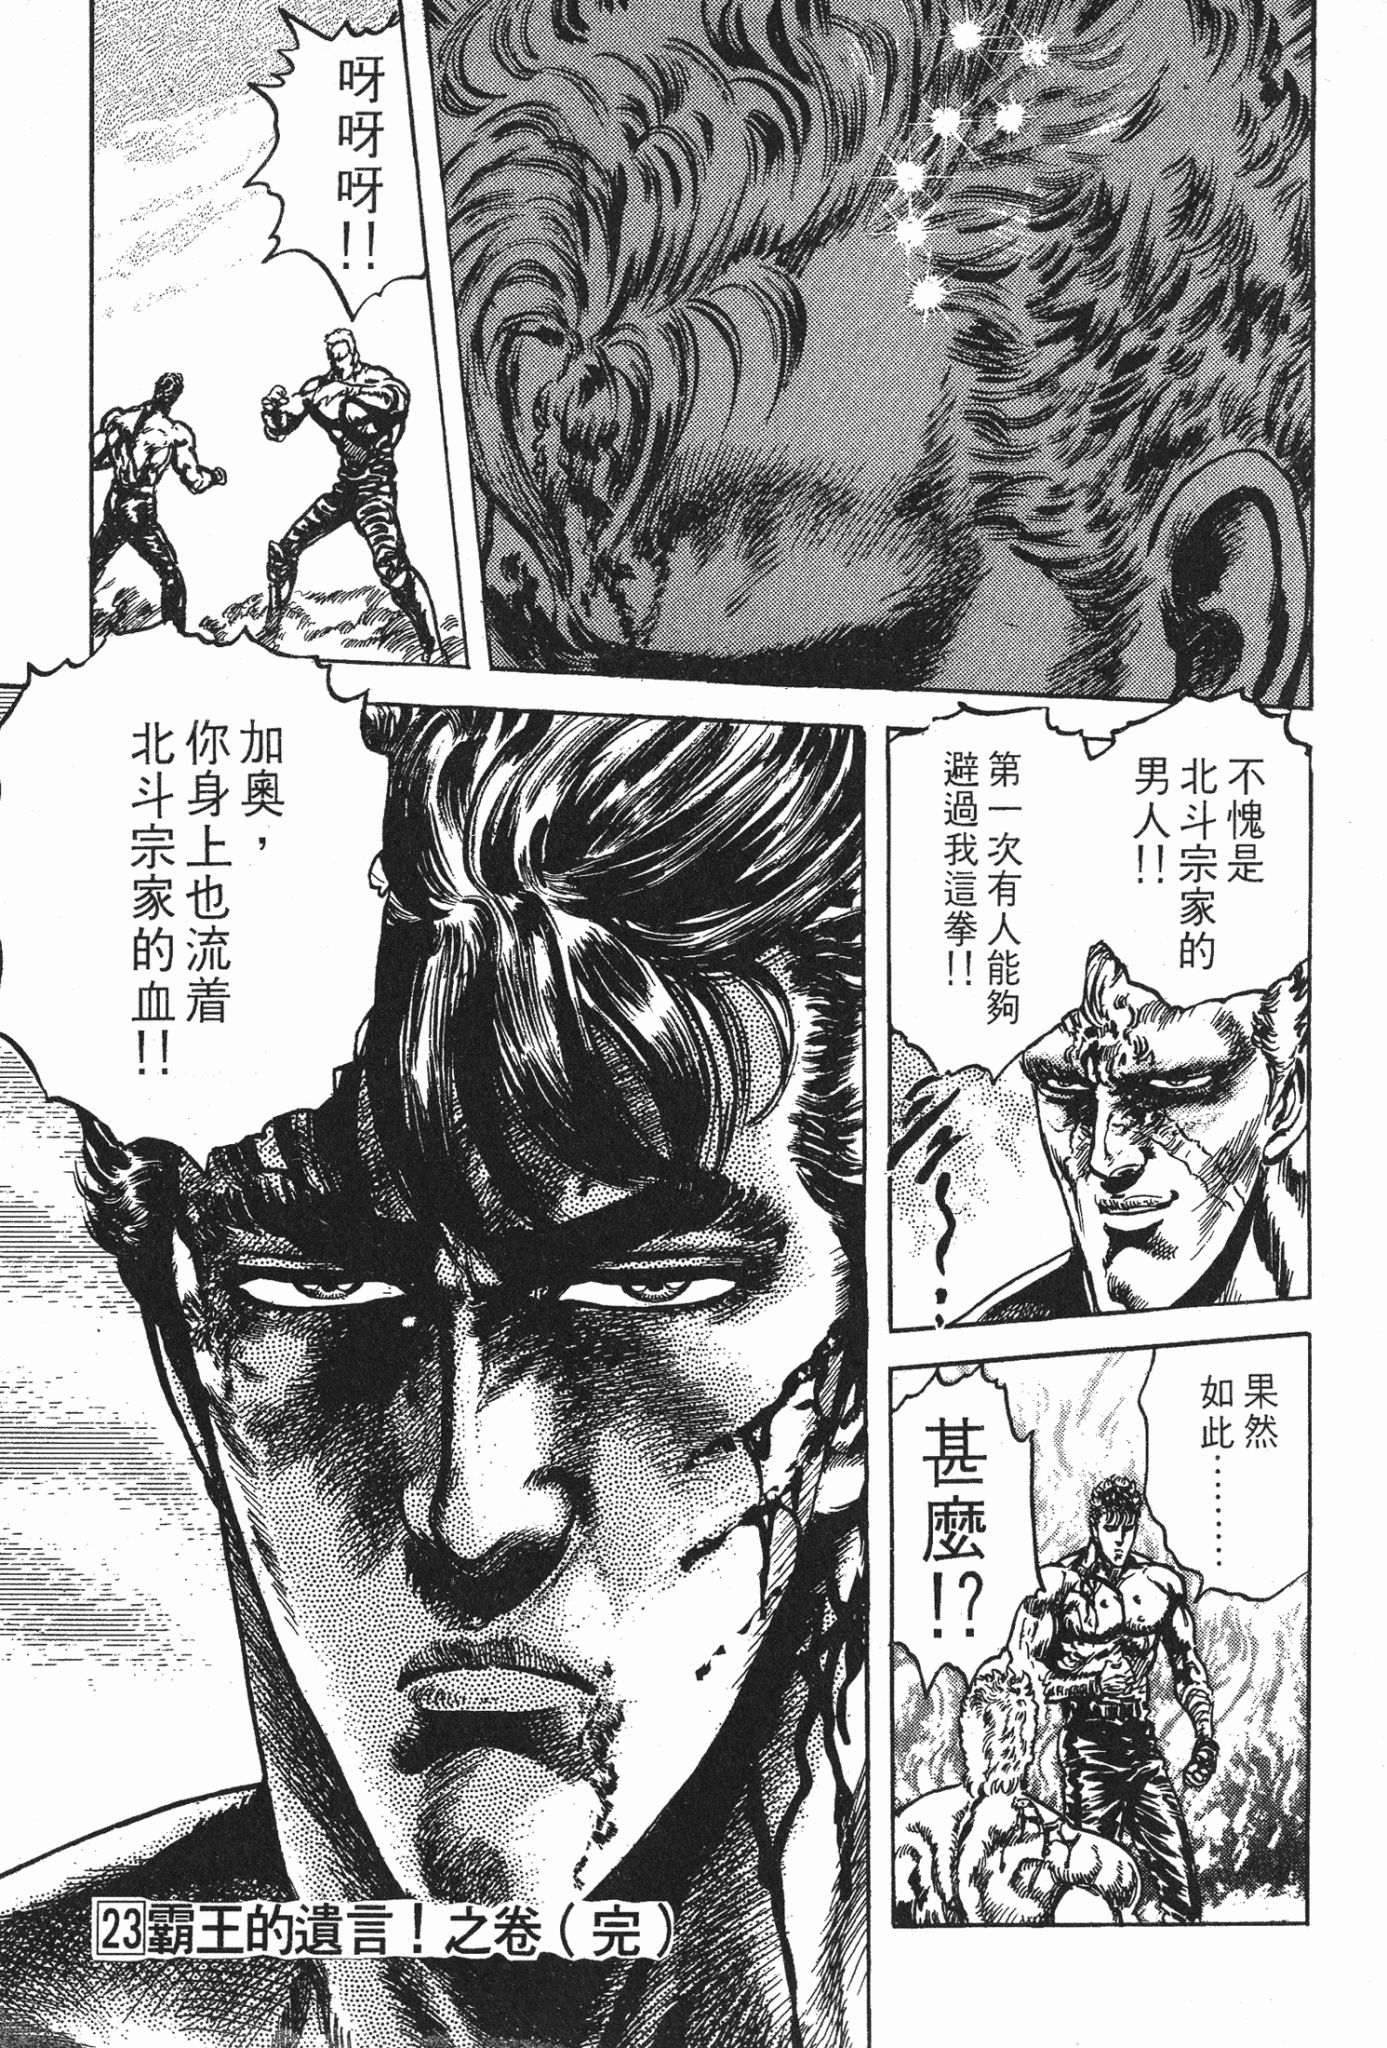 呀呀呀!!
不愧是
北斗宗家的
男人!!
第一次有人能夠
避過我這拳!!
果然
如此………
甚麼!?
加奧，
你身上也流着
北斗宗家的血!!
23霸王的遺言！之卷(完)